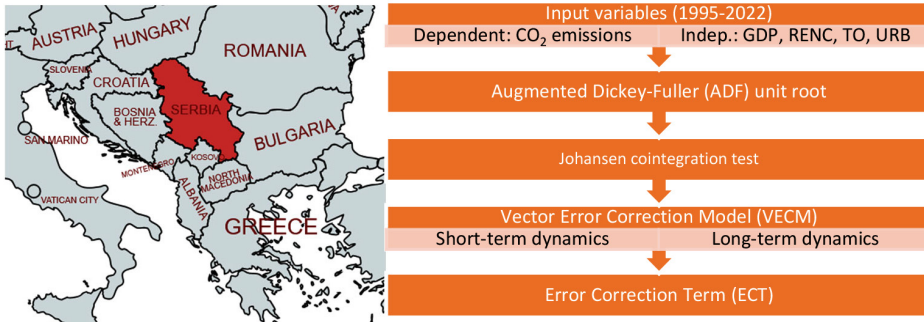 AUSTRIA
HUNGARY
ROMANIA
SLOVENIA
CROATIA
BOSNIA
& HERZ.
SERBIA
BULGARIA
SAN MARINO
MONTENEGRO
KOSOVO
NORTH
MACEDONIA
ALBANIA
VATICAN CITY
GREECE
Input variables (1995-2022)
Dependent: CO₂ emissions Indep.: GDP, RENC, TO, URB
Augmented Dickey-Fuller (ADF) unit root
Johansen cointegration test
Vector Error Correction Model (VECM)
Short-term dynamics Long-term dynamics
Error Correction Term (ECT)